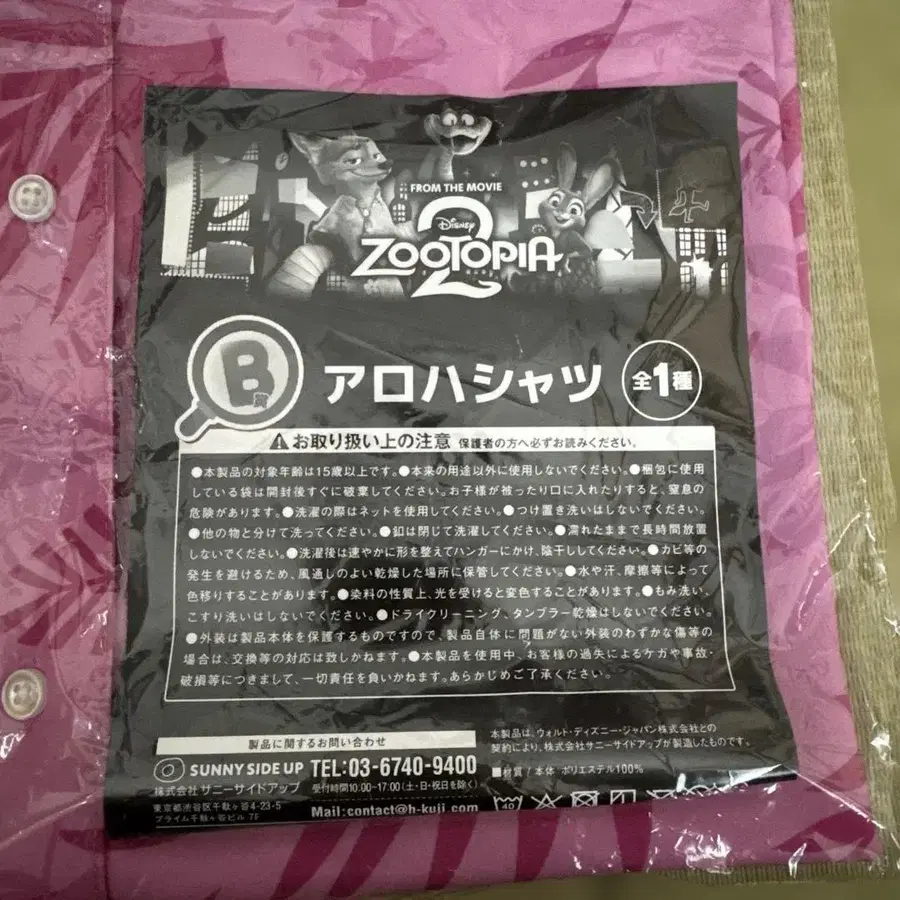 FROM THE MOVIE
Disney
ZOOTOPIA
2
B賞
アロハシャツ
全1種
お取り扱い上の注意 保護者の方へ必ずお読みください。
●本製品の対象年齢は15歳以上です。●本来の用途以外に使用しないでください。●梱包に使用
している袋は開封後すぐに破棄してください。お子様が被ったり口に入れたりすると、窒息の
危険があります。●洗濯の際はネットを使用してください。●つけ置き洗いはしないでください。
●他の物と分けて洗ってください。●釦は閉じて洗濯してください。●濡れたままで長時間放置
しないでください。●洗濯後は速やかに形を整えてハンガーにかけ、陰干ししてください。●カビ等の
発生を避けるため、風通しのよい乾燥した場所に保管してください。●水や汗、摩擦等によって
色移りすることがあります。●染料の性質上、光を受けると変色することがあります。●もみ洗い、
こすり洗いはしないでください。●ドライクリーニング、タンブラー乾燥はしないでください。
●外装は製品本体を保護するものですので、製品自体に問題がない外装のわずかな傷等の
場合は、交換等の対応は致しかねます。●本製品を使用中、お客様の過失によるケガや事故・
破損等につきまして、一切責任を負いかねます。あらかじめご了承ください。
製品に関するお問い合わせ
SUNNY SIDE UP TEL:03-6740-9400
株式会社 サニーサイドアップ 受付時間10:00-17:00(土・日・祝日を除く)
東京都渋谷区千駄ヶ谷4-23-5
プライム千駄ヶ谷ビル 7F
Mail:contact@h-kuji.com
本製品は、ウォルト・ディズニー・ジャパン株式会社との
契約により、株式会社サニーサイドアップが製造したものです。
■材質 / 本体:ポリエステル100%